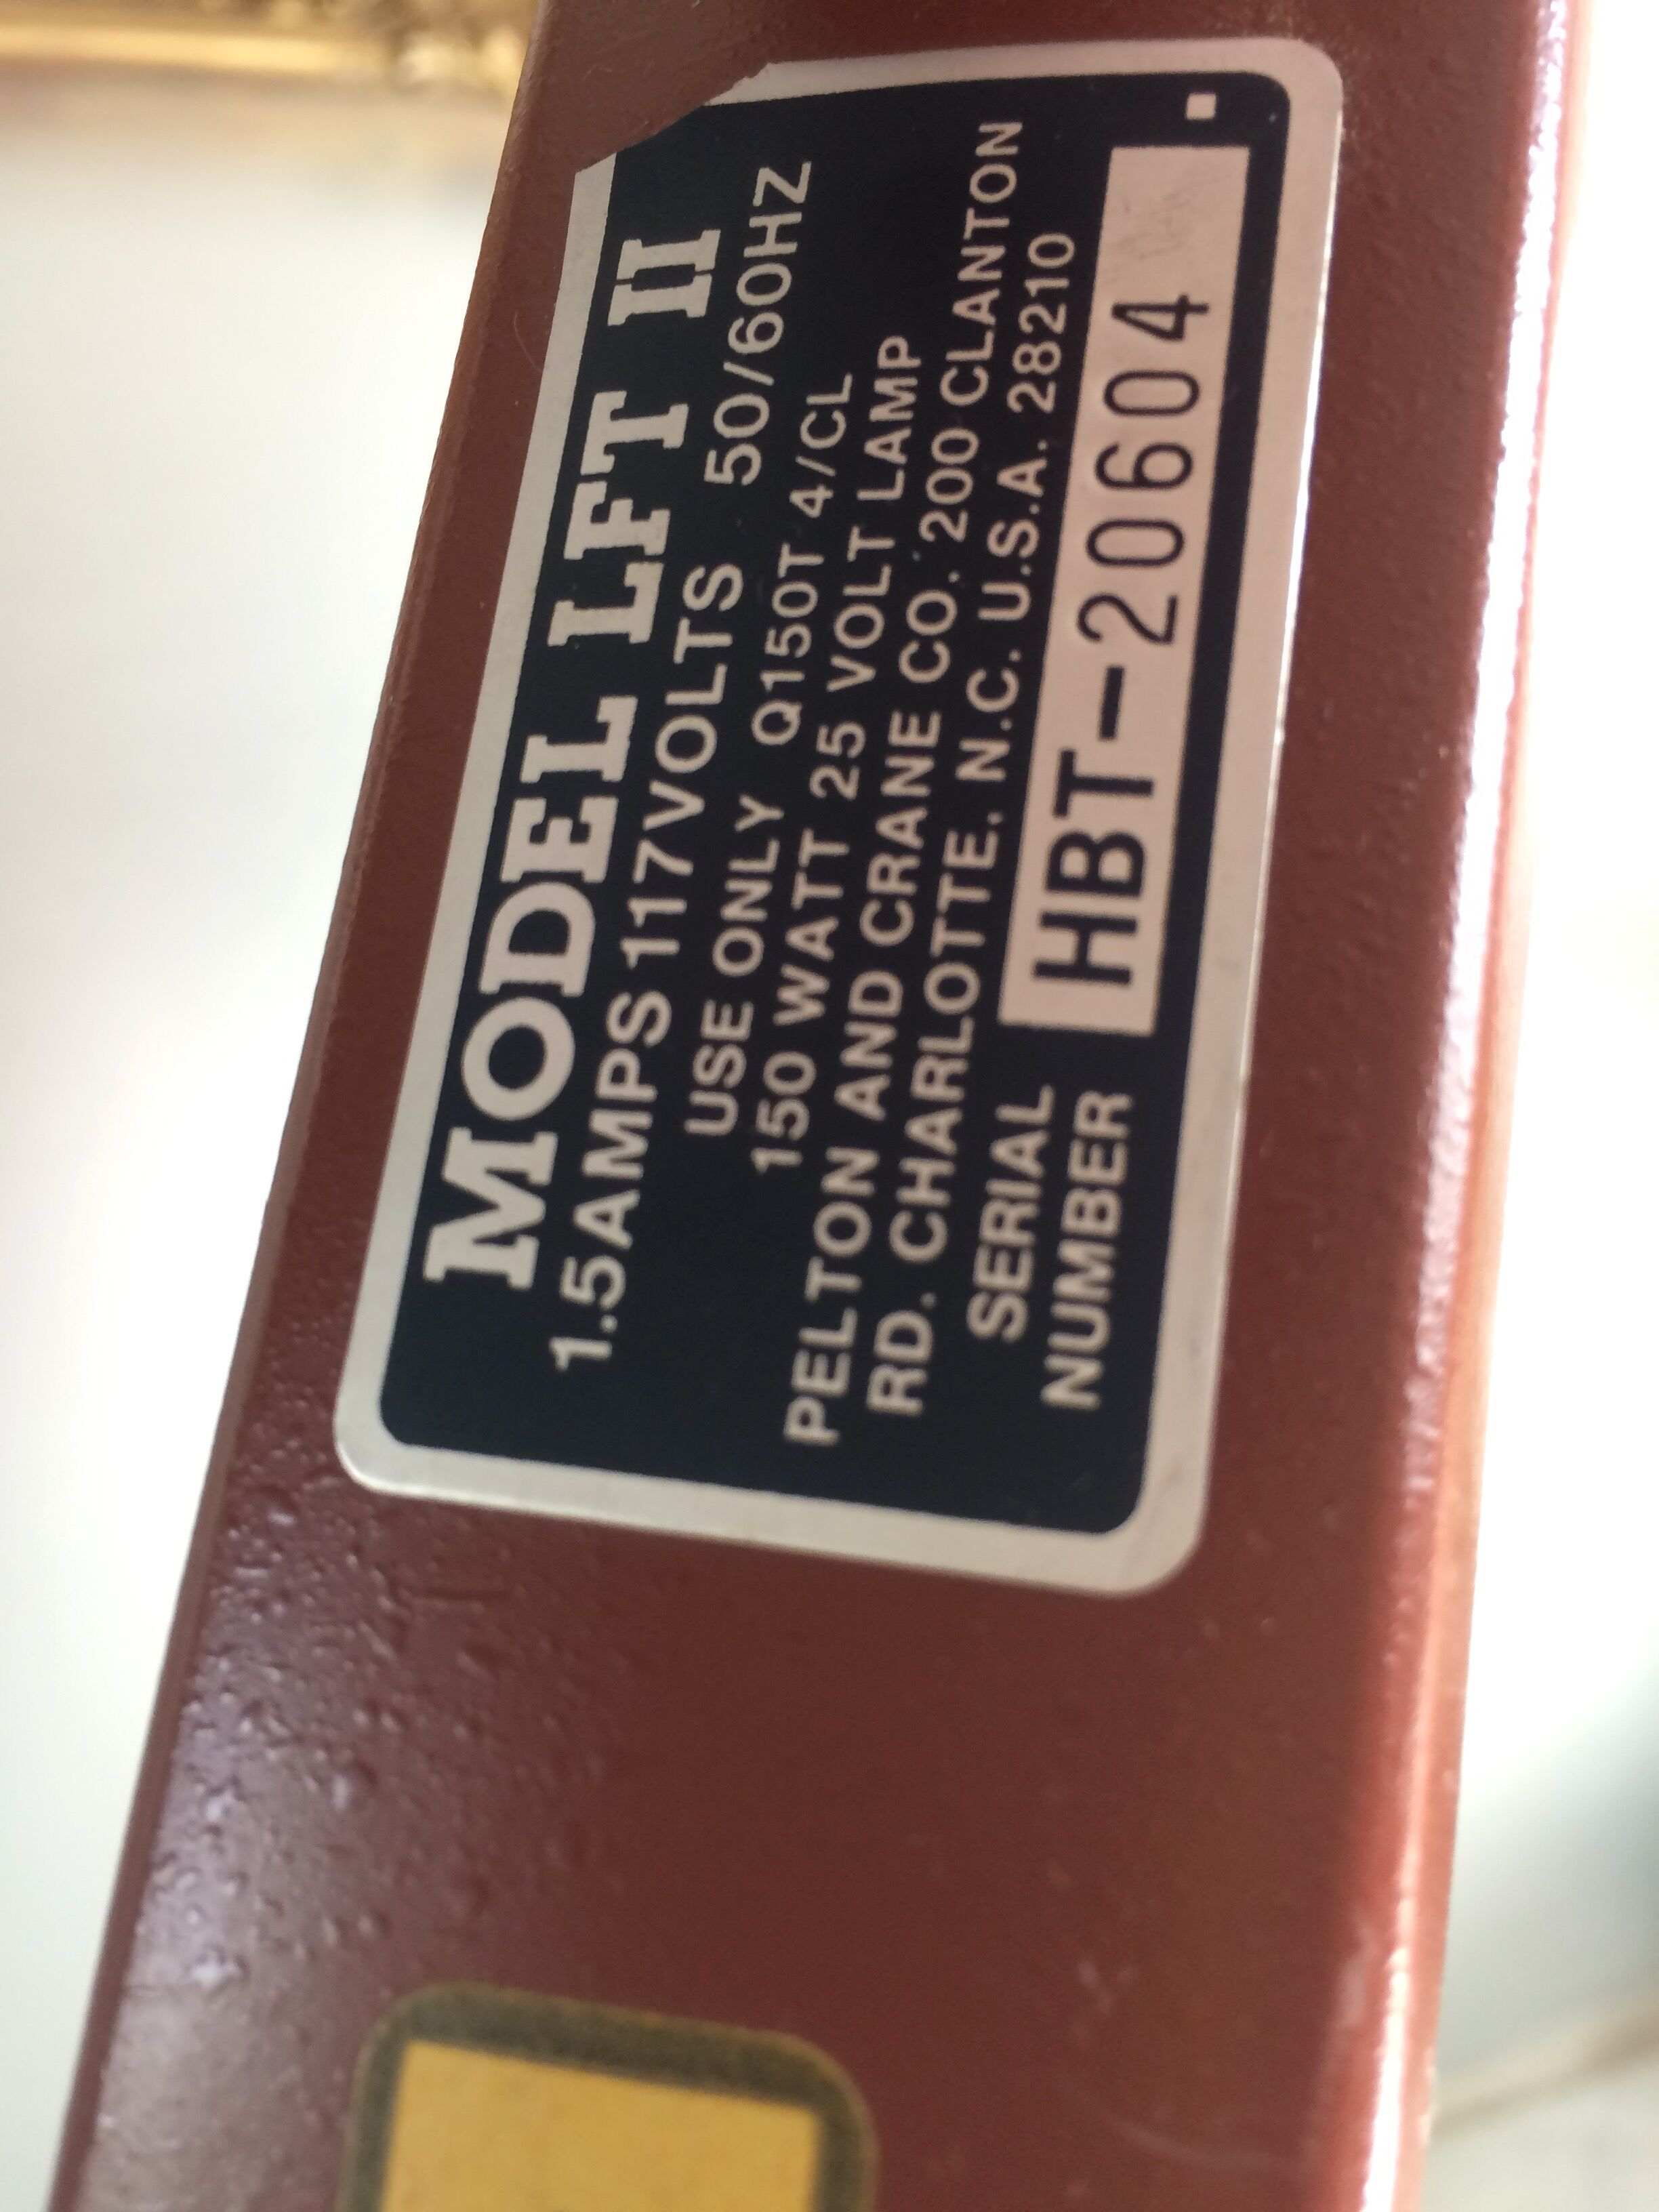 MODEL LFT II
1.5AMPS 117VOLTS 50/60HZ
USE ONLY Q150T 4/CL
150 WATT 25 VOLT LAMP
PELTON AND CRANE CO. 200 CLANTON
RD. CHARLOTTE. N.C. U.S.A. 28210
SERIAL
NUMBER
HBT-20604